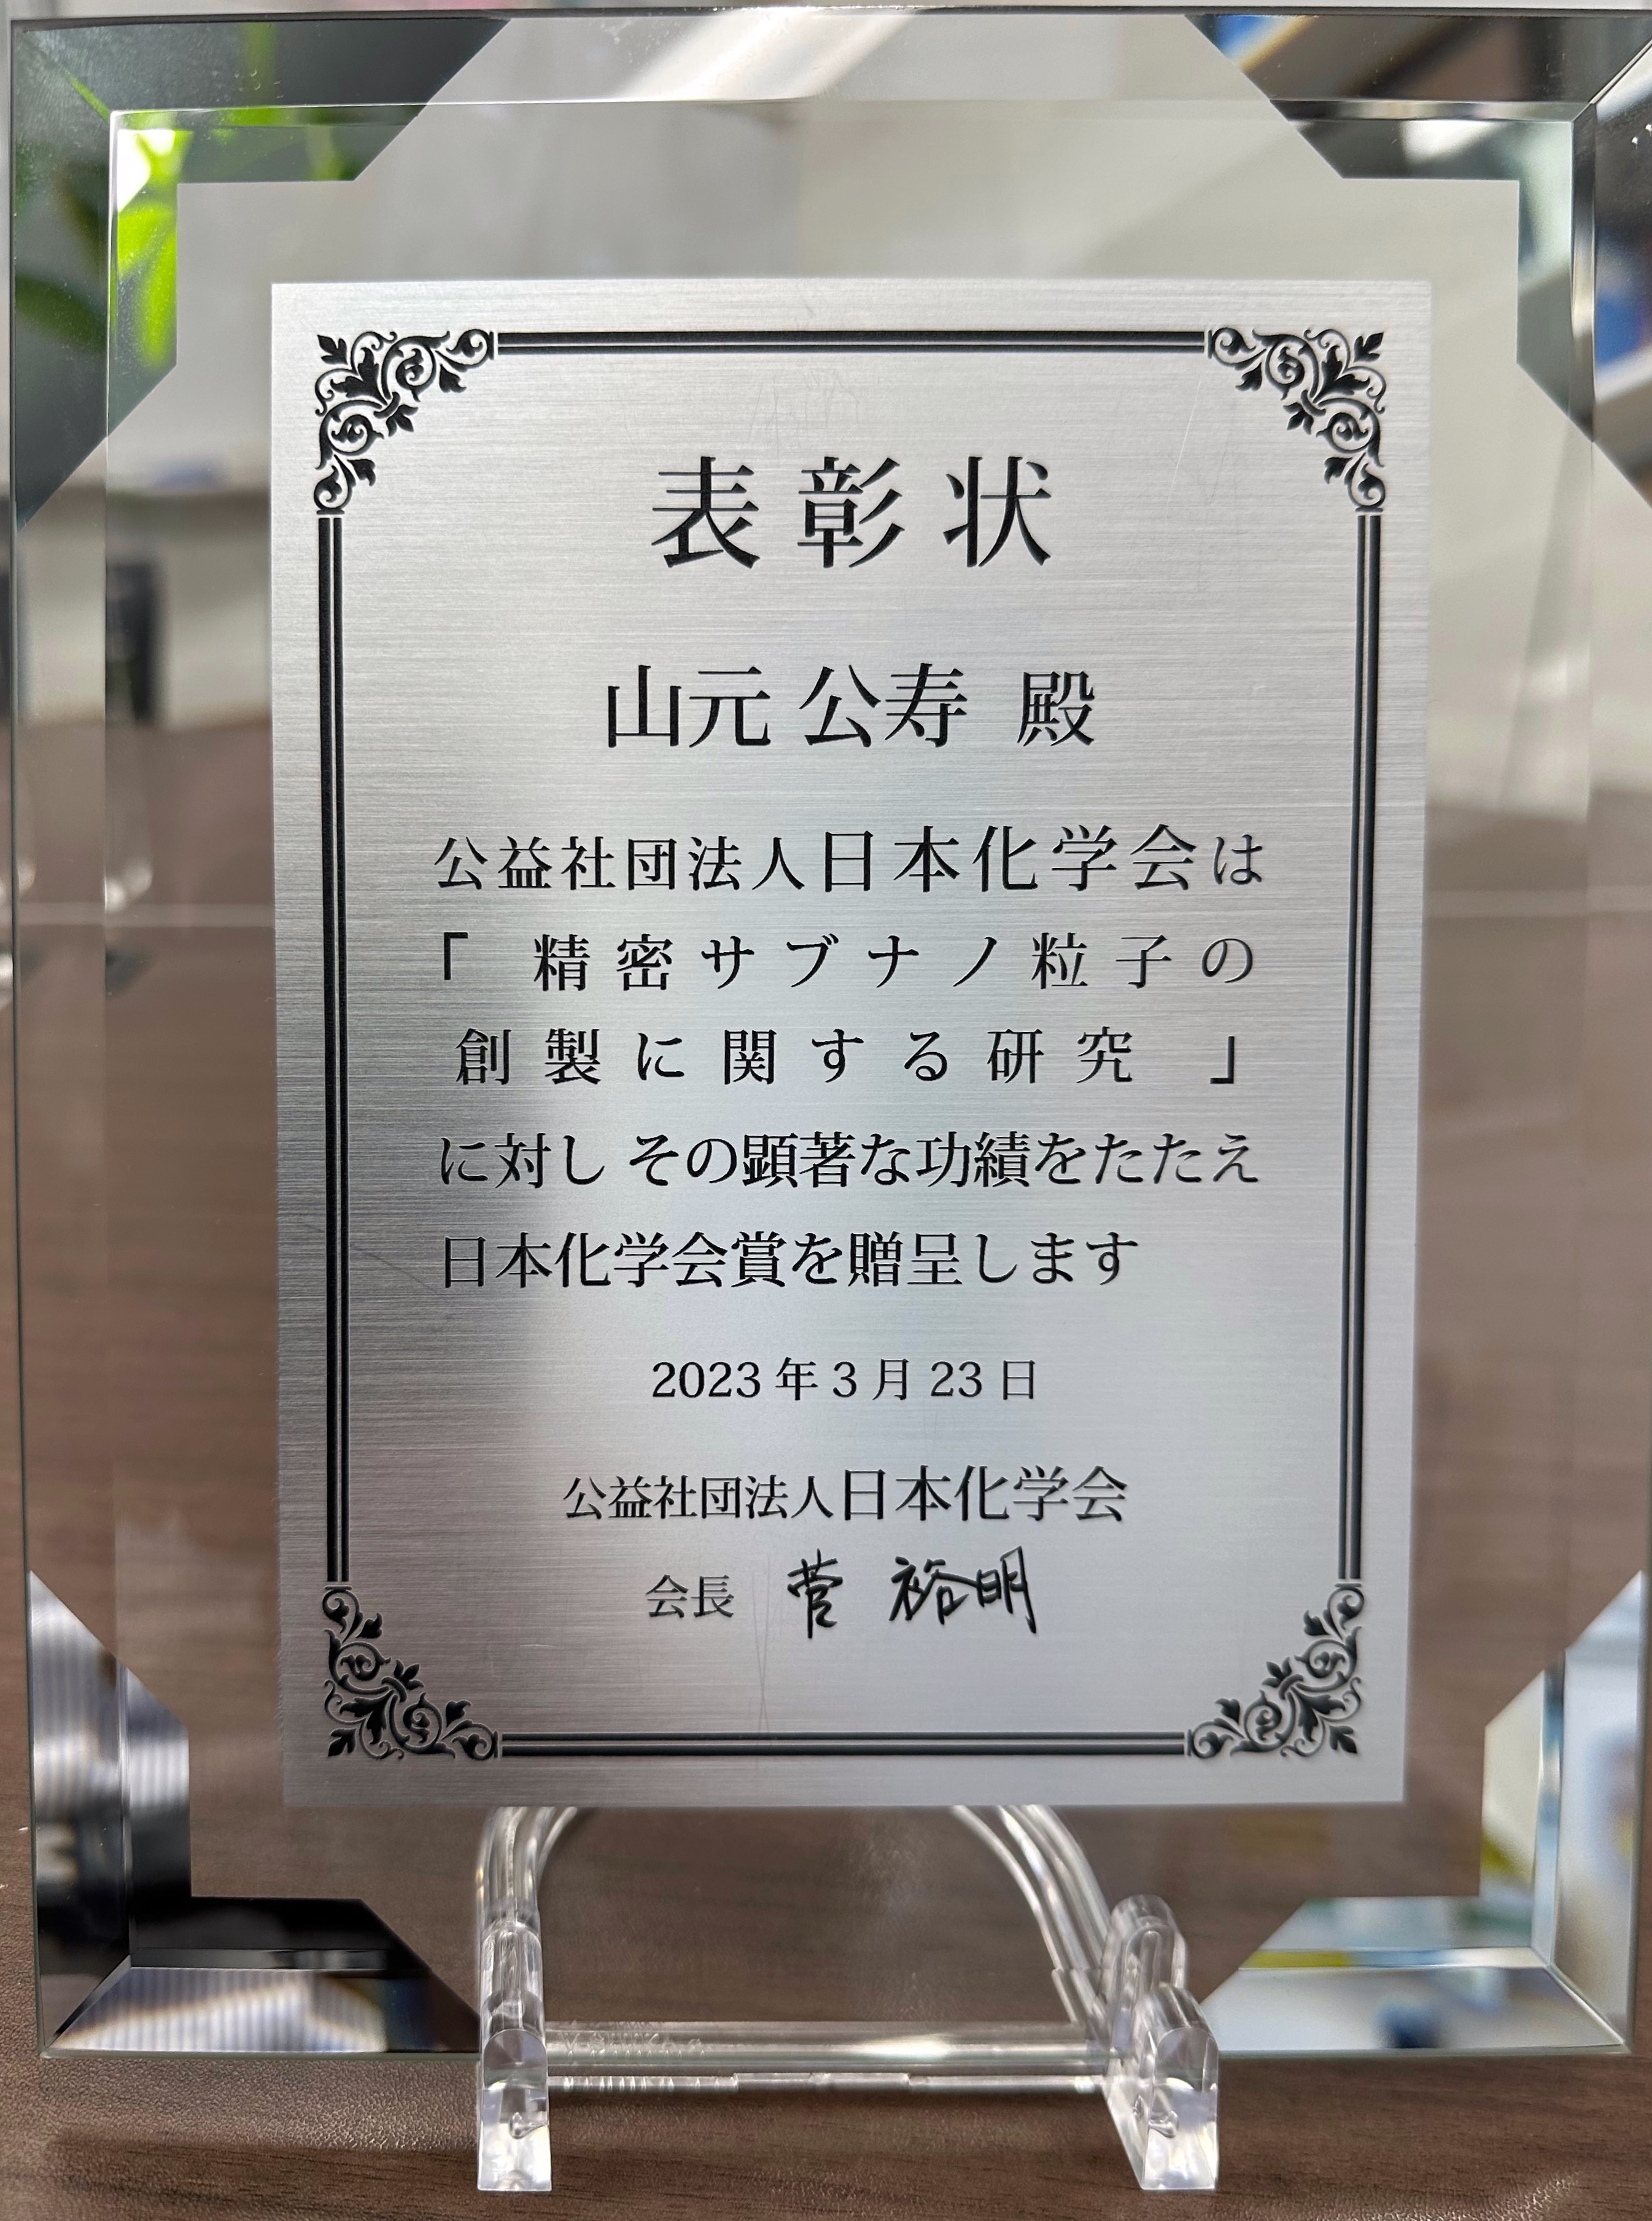 表彰状
山元 公寿 殿
公益社団法人日本化学会は
「 精密サブナノ粒子の
創製に関する研究 」
に対し その顕著な功績をたたえ
日本化学会賞を贈呈します
2023年3月23日
公益社団法人日本化学会
会長 菅 裕明